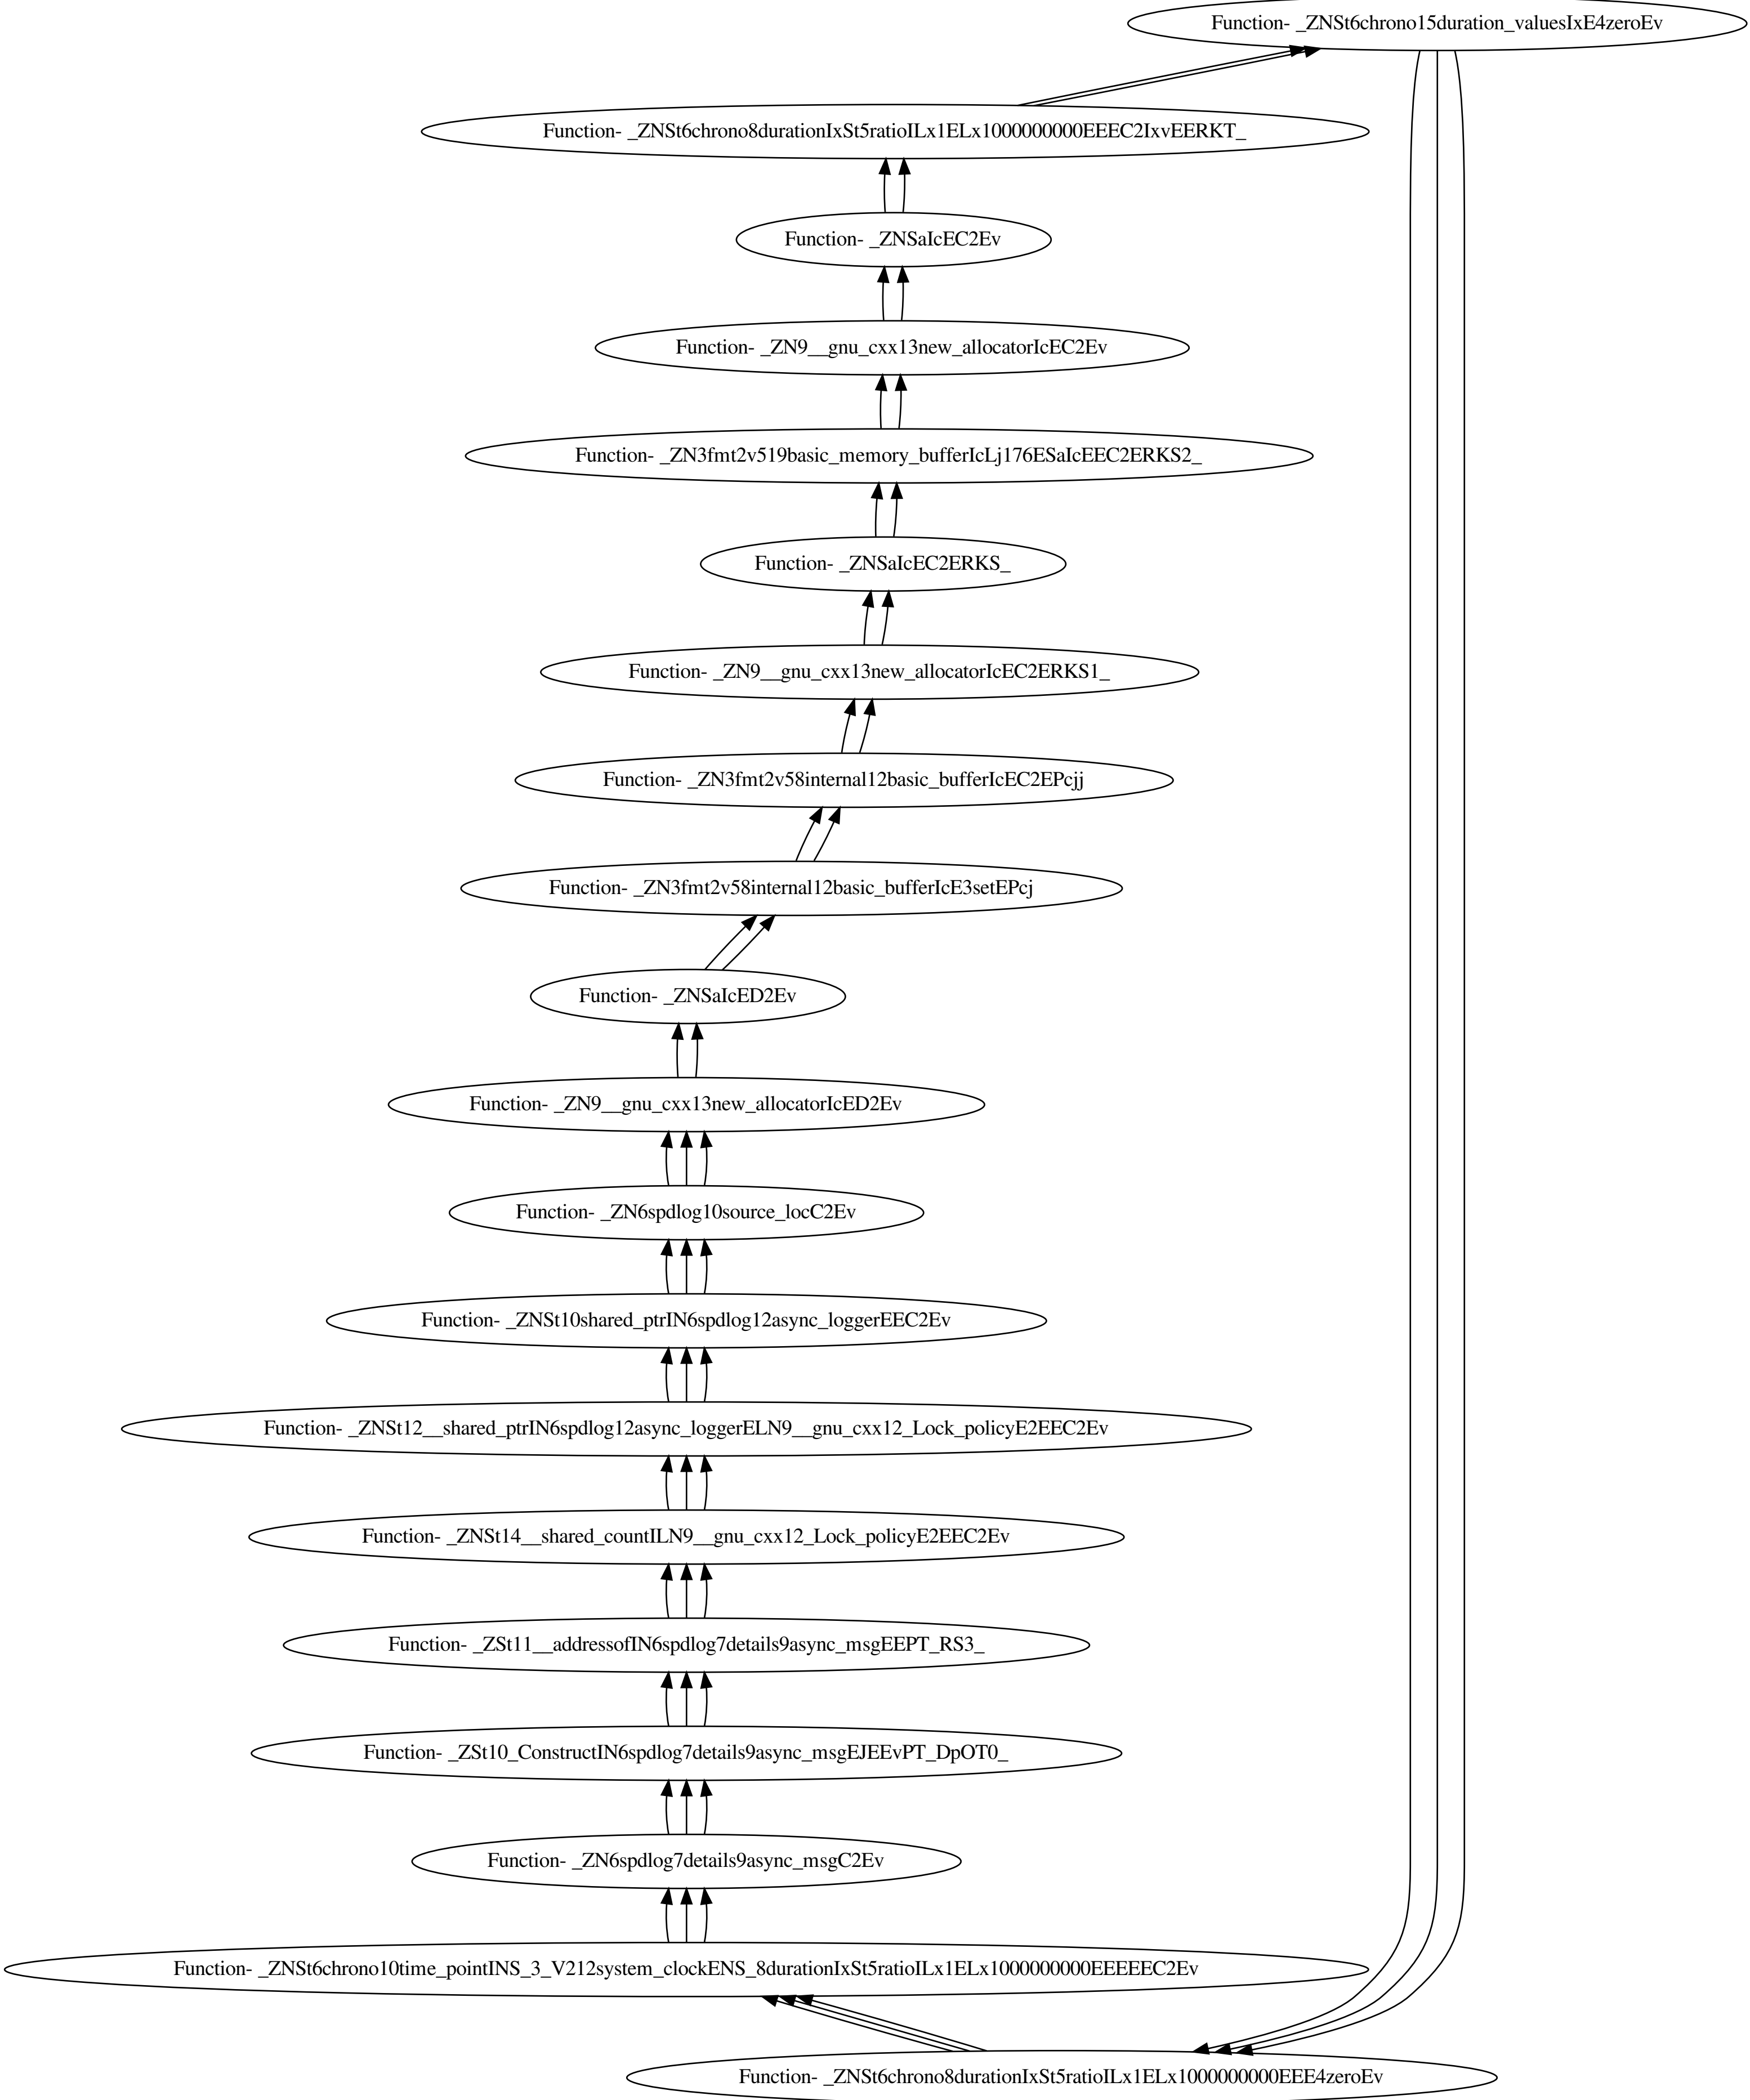 Function- _ZNSt6chrono15duration_valuesIxE4zeroEv
Function- _ZNSt6chrono8durationIxSt5ratioILx1ELx1000000000EEEC2IxvEERKT_
Function- _ZNSaIcEC2Ev
Function- _ZN9__gnu_cxx13new_allocatorIcEC2Ev
Function- _ZN3fmt2v519basic_memory_bufferIcLj176ESaIcEEC2ERKS2_
Function- _ZNSaIcEC2ERKS_
Function- _ZN9__gnu_cxx13new_allocatorIcEC2ERKS1_
Function- _ZN3fmt2v58internal12basic_bufferIcEC2EPcjj
Function- _ZN3fmt2v58internal12basic_bufferIcE3setEPcj
Function- _ZNSaIcED2Ev
Function- _ZN9__gnu_cxx13new_allocatorIcED2Ev
Function- _ZN6spdlog10source_locC2Ev
Function- _ZNSt10shared_ptrIN6spdlog12async_loggerEEC2Ev
Function- _ZNSt12__shared_ptrIN6spdlog12async_loggerELN9__gnu_cxx12_Lock_policyE2EEC2Ev
Function- _ZNSt14__shared_countILN9__gnu_cxx12_Lock_policyE2EEC2Ev
Function- _ZSt11__addressofIN6spdlog7details9async_msgEEPT_RS3_
Function- _ZSt10_ConstructIN6spdlog7details9async_msgEJEEvPT_DpOT0_
Function- _ZN6spdlog7details9async_msgC2Ev
Function- _ZNSt6chrono10time_pointINS_3_V212system_clockENS_8durationIxSt5ratioILx1ELx1000000000EEEEEC2Ev
Function- _ZNSt6chrono8durationIxSt5ratioILx1ELx1000000000EEE4zeroEv